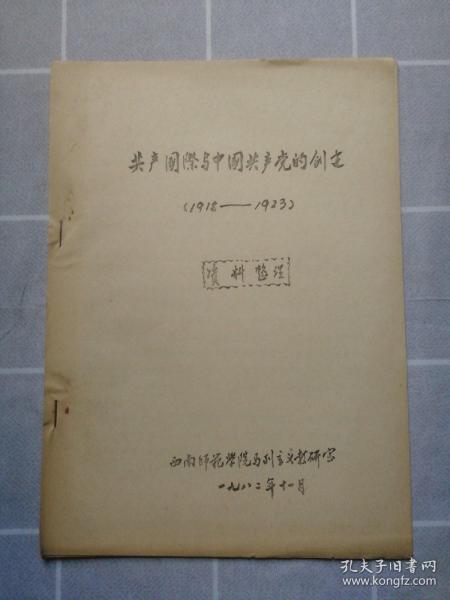 共产国际与中國共产党的创立
(1918——1923)
资料整理
西南师范学院马列主义教研室
一九八二年十一月
孔夫子旧书网
www.kongfz.com